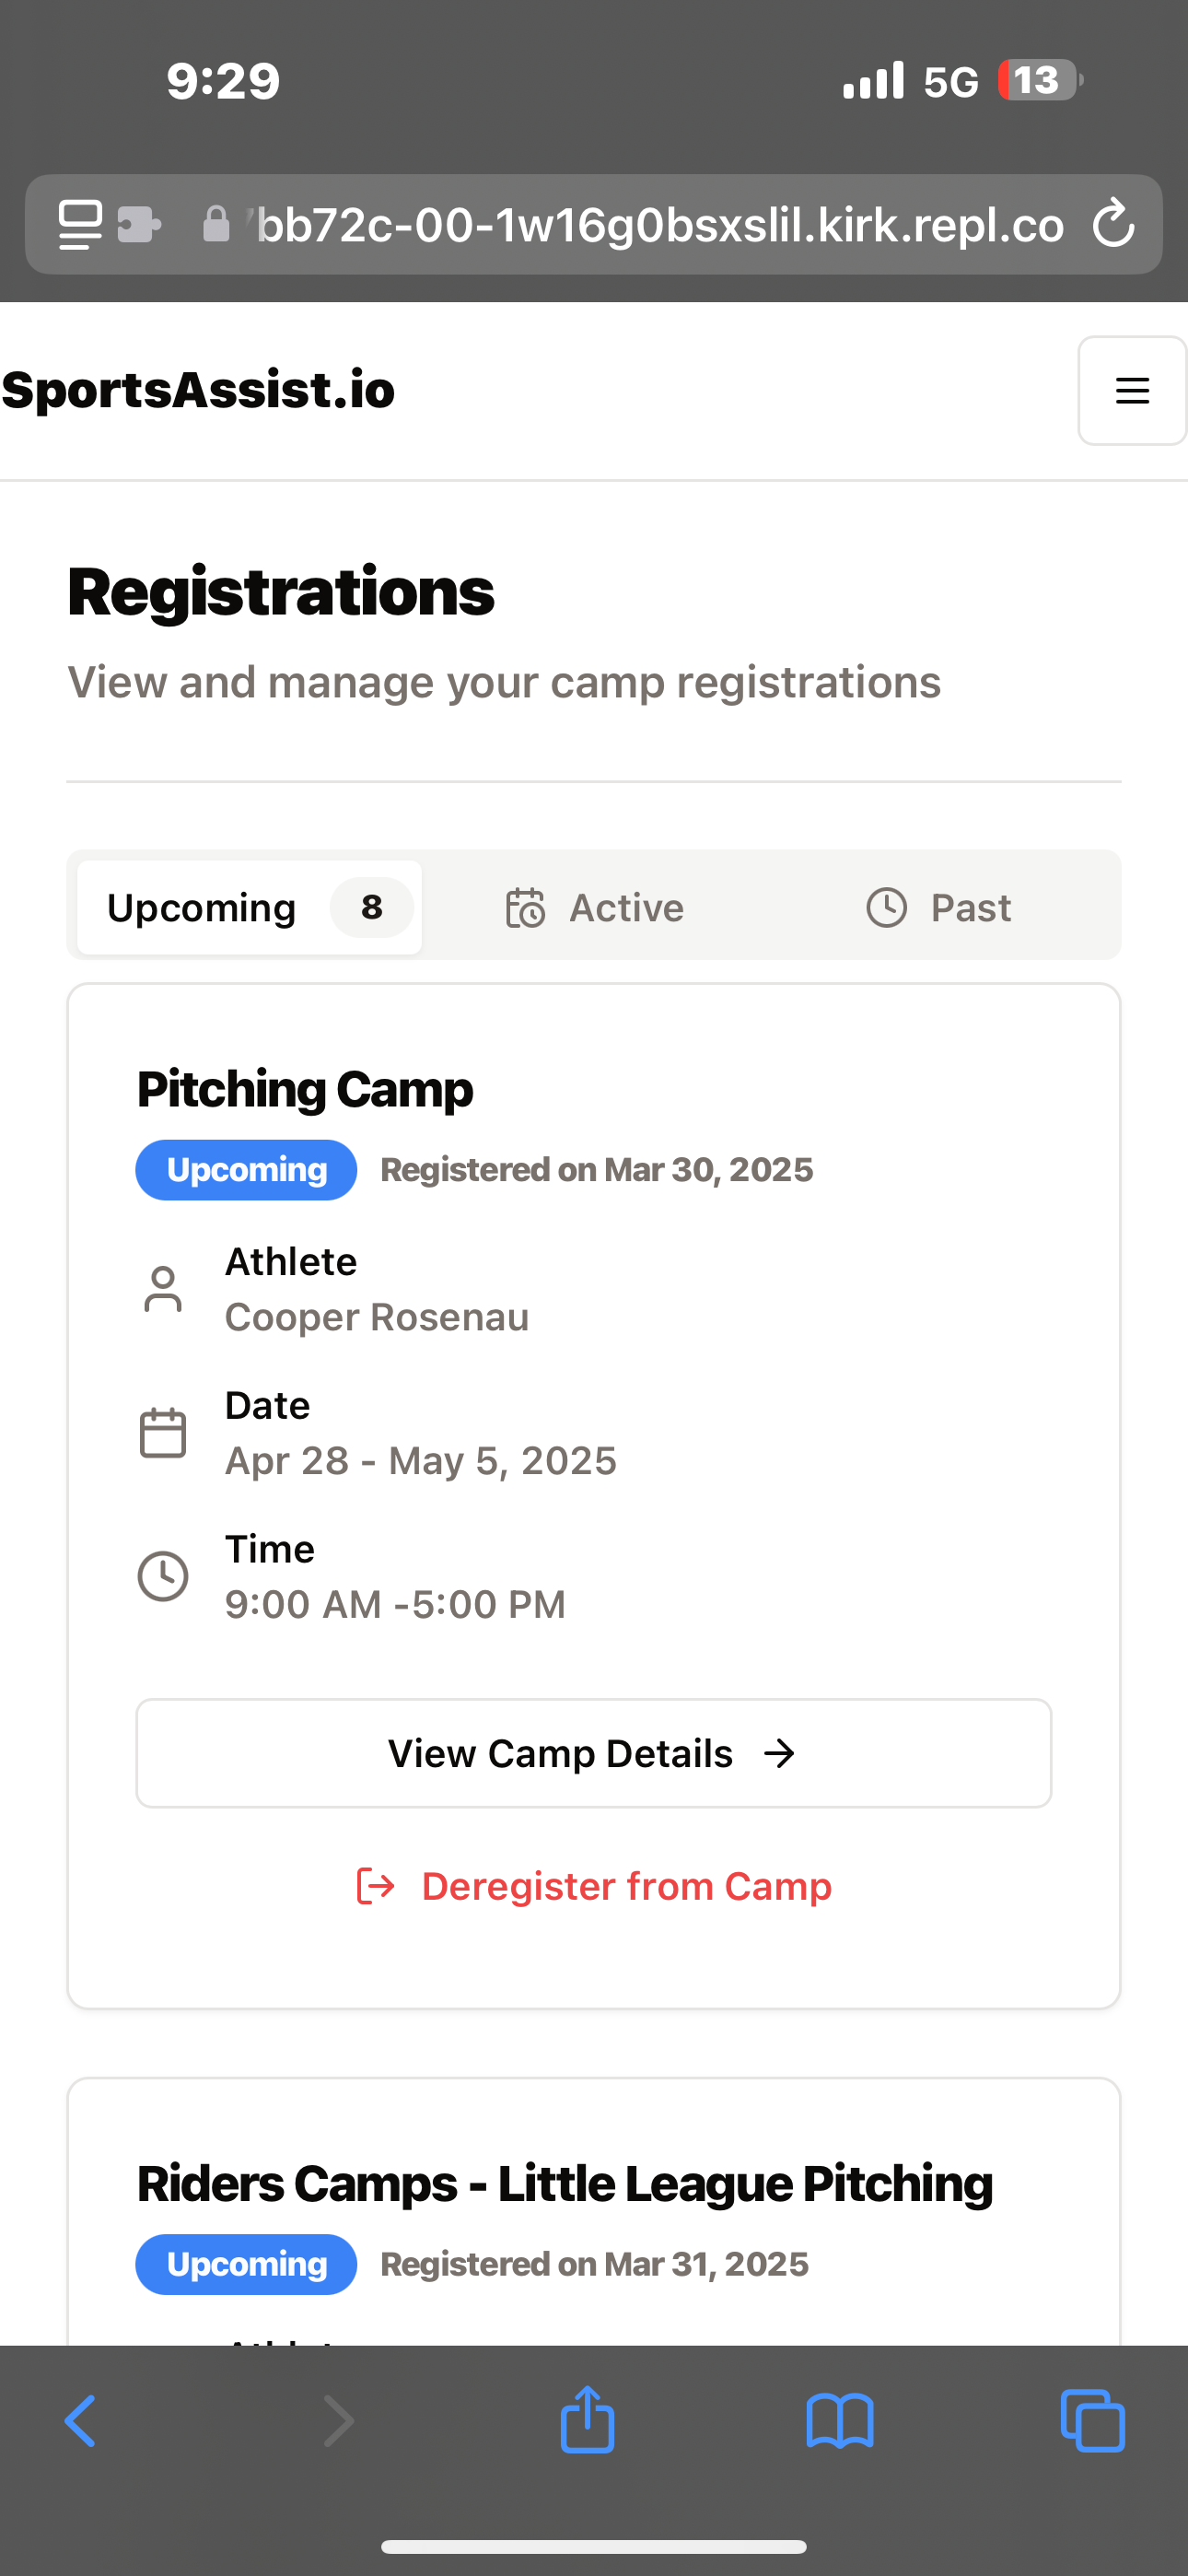 9:29
5G 13
bb72c-00-1w16g0bsxslil.kirk.repl.co
SportsAssist.io
Registrations
View and manage your camp registrations
Upcoming 8 Active Past
Pitching Camp
Upcoming Registered on Mar 30, 2025
Athlete
Cooper Rosenau
Date
Apr 28 - May 5, 2025
Time
9:00 AM -5:00 PM
View Camp Details
Deregister from Camp
Riders Camps - Little League Pitching
Upcoming Registered on Mar 31, 2025